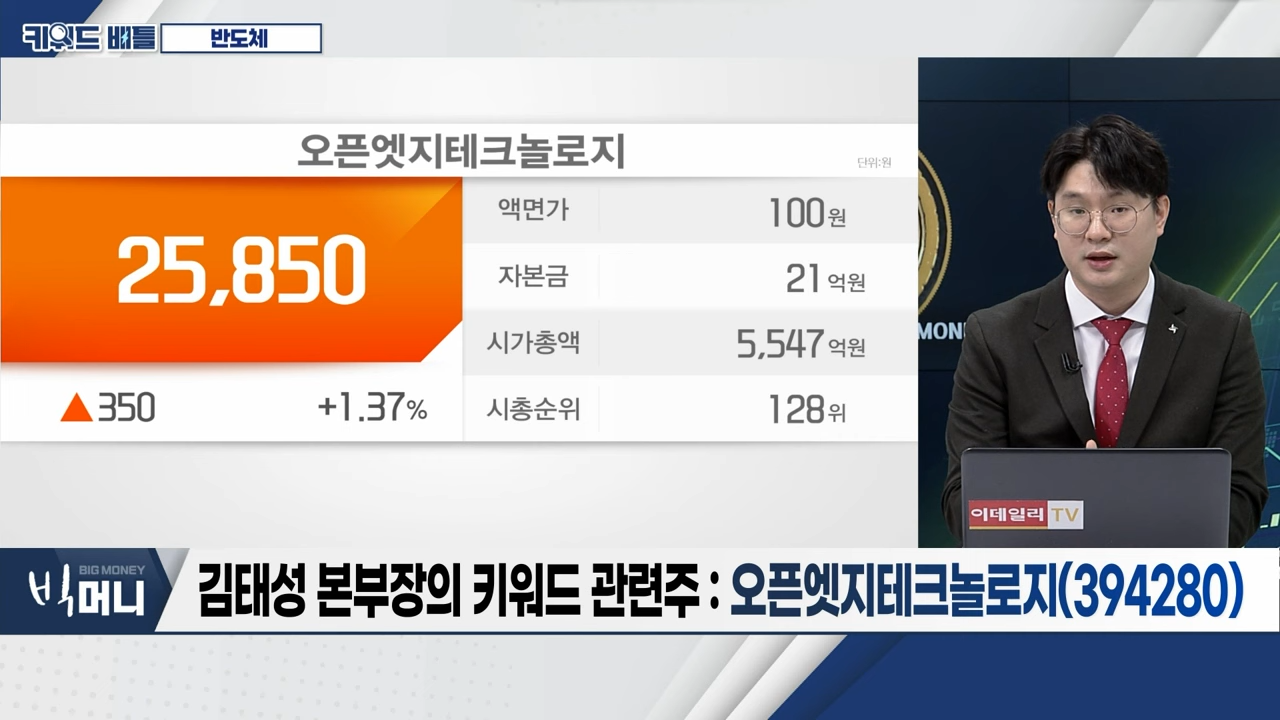 키워드 배틀 반도체
오픈엣지테크놀로지
단위:원
25,850
▲350 +1.37%
액면가 100원
자본금 21억원
시가총액 5,547억원
시총순위 128위
MON
이데일리TV
BIG MONEY
빅머니
김태성 본부장의 키워드 관련주 : 오픈엣지테크놀로지(394280)